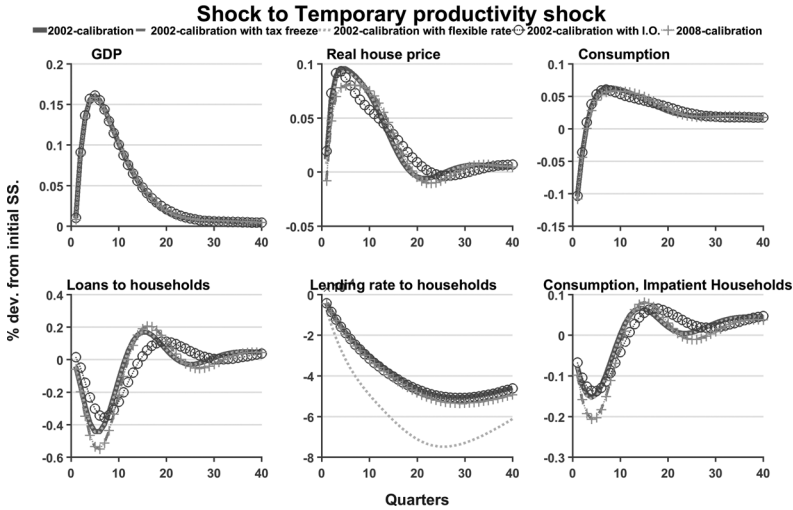 Shock to Temporary productivity shock
2002-calibration 2002-calibration with tax freeze 2002-calibration with flexible rate 2002-calibration with I.O. 2008-calibration
GDP Real house price Consumption
0.2 0.1 0.1
0.15 0.05 0.05
0.1 0 0
0.05 -0.05 -0.05
0 -0.1
-0.15
0 10 20 30 40 0 10 20 30 40 0 10 20 30 40
% dev. from initial SS.
Loans to households Lending rate to households Consumption, Impatient Households
0.4 0 0.1
0.2 -2 0
0 -4 -0.1
-0.2 -6 -0.2
-0.4 -8 -0.3
-0.6
0 10 20 30 40 0 10 20 30 40 0 10 20 30 40
Quarters